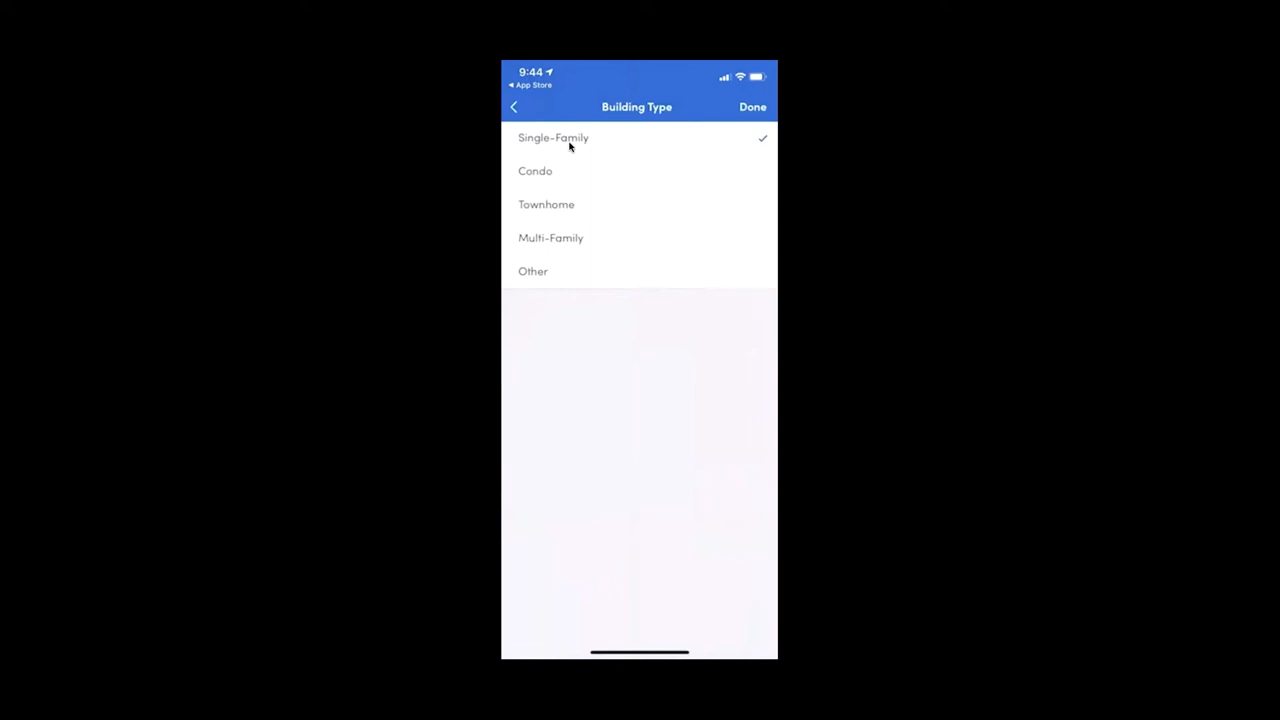 9:44
App Store
Building Type
Done
Single-Family
Condo
Townhome
Multi-Family
Other